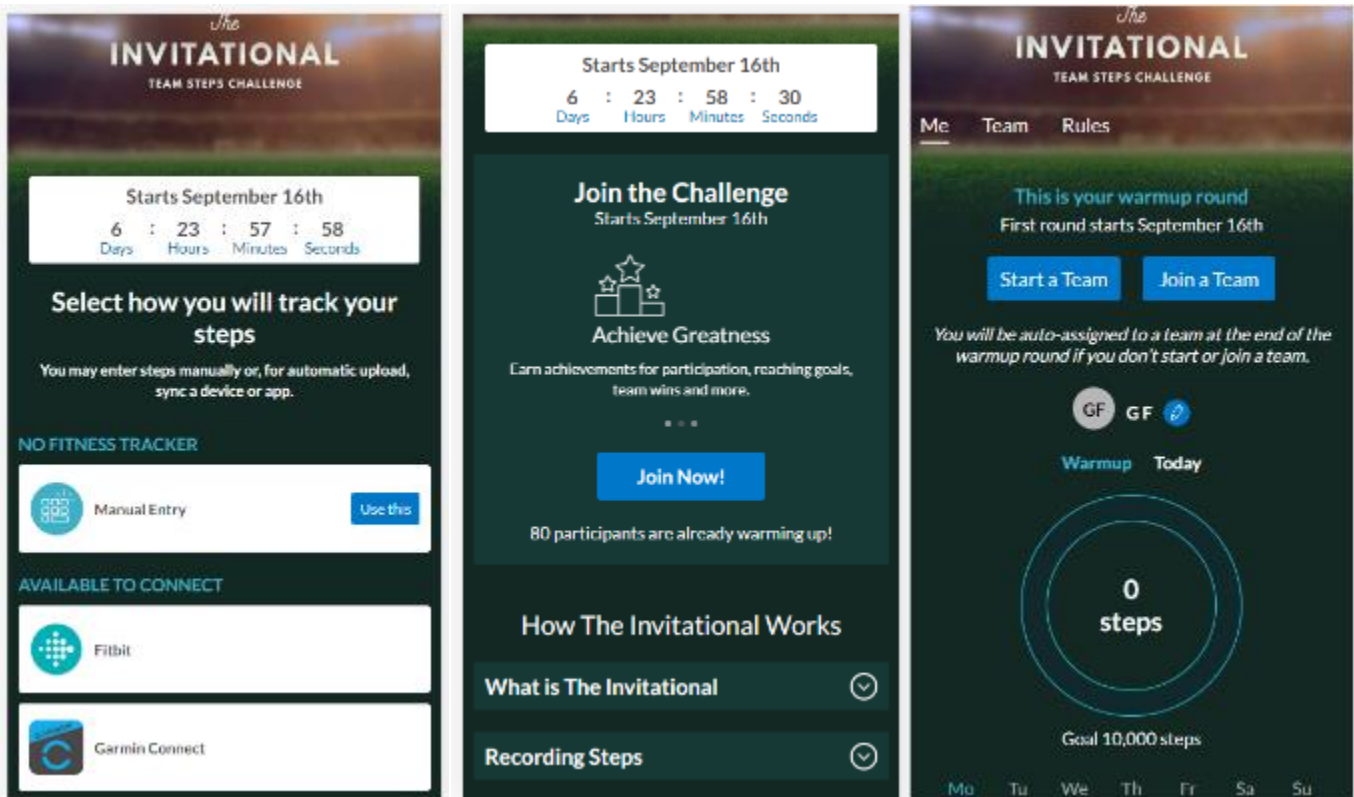 The
INVITATIONAL
TEAM STEPS CHALLENGE
Starts September 16th
6 : 23 : 57 : 58
Days Hours Minutes Seconds
Select how you will track your
steps
You may enter steps manually or, for automatic upload,
sync a device or app.
NO FITNESS TRACKER
Manual Entry
Use this
AVAILABLE TO CONNECT
Fitbit
Garmin Connect
Starts September 16th
6 : 23 : 58 : 30
Days Hours Minutes Seconds
Join the Challenge
Starts September 16th
Achieve Greatness
Earn achievements for participation, reaching goals,
team wins and more.
Join Now!
80 participants are already warming up!
How The Invitational Works
What is The Invitational
Recording Steps
The
INVITATIONAL
TEAM STEPS CHALLENGE
Me Team Rules
This is your warmup round
First round starts September 16th
Start a Team Join a Team
You will be auto-assigned to a team at the end of the
warmup round if you don't start or join a team.
GF G F
Warmup Today
0
steps
Goal 10,000 steps
Mo Tu We Th Fr Sa Su